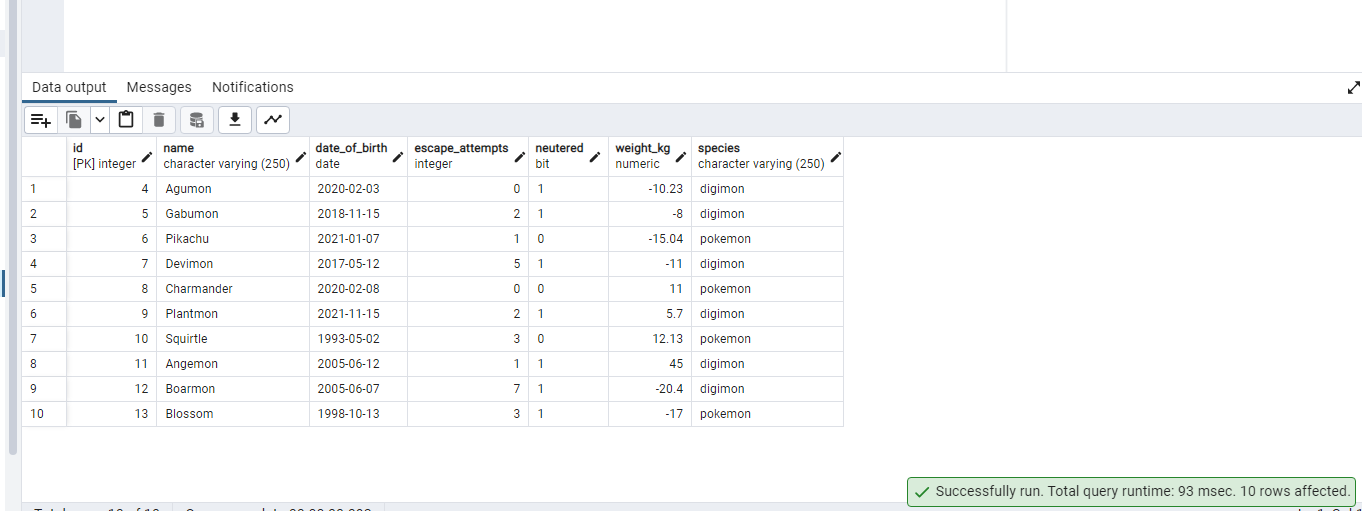 Data output Messages Notifications
id name date_of_birth escape_attempts neutered weight_kg species
[PK] integer character varying (250) date integer bit numeric character varying (250)
1 4 Agumon 2020-02-03 0 1 -10.23 digimon
2 5 Gabumon 2018-11-15 2 1 -8 digimon
3 6 Pikachu 2021-01-07 1 0 -15.04 pokemon
4 7 Devimon 2017-05-12 5 1 -11 digimon
5 8 Charmander 2020-02-08 0 0 11 pokemon
6 9 Plantmon 2021-11-15 2 1 5.7 digimon
7 10 Squirtle 1993-05-02 3 0 12.13 pokemon
8 11 Angemon 2005-06-12 1 1 45 digimon
9 12 Boarmon 2005-06-07 7 1 -20.4 digimon
10 13 Blossom 1998-10-13 3 1 -17 pokemon
Successfully run. Total query runtime: 93 msec. 10 rows affected.